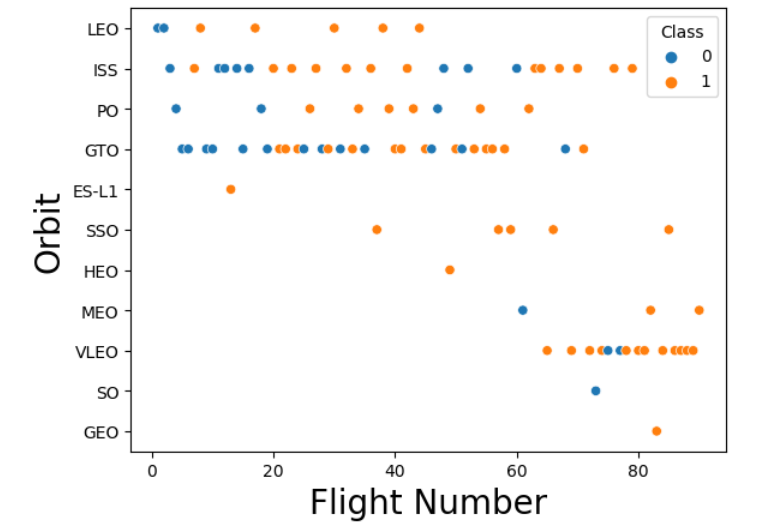 LEO
ISS
PO
GTO
ES-L1
SSO
HEO
MEO
VLEO
SO
GEO
Orbit
Class
0
1
0 20 40 60 80
Flight Number